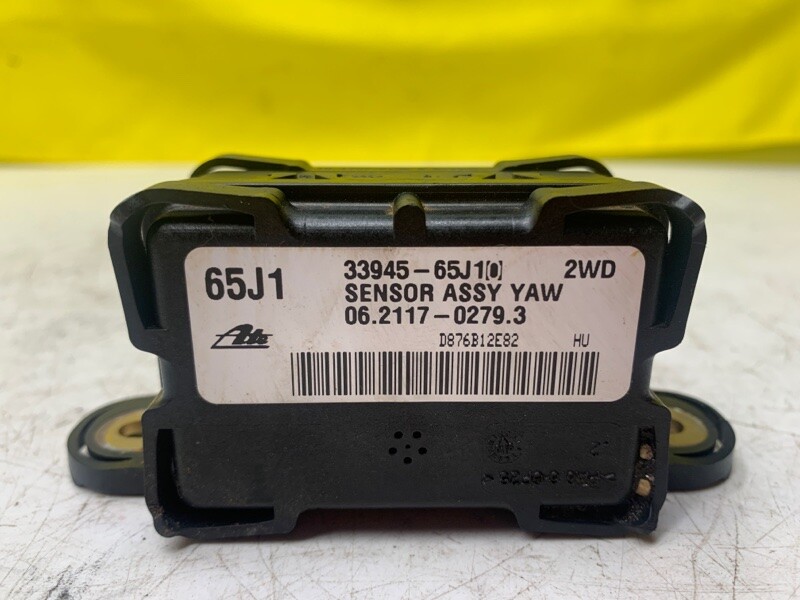 65J1
33945-65J1[0] 2WD
SENSOR ASSY YAW
06.2117-0279.3
Ate
D876B12E82 HU